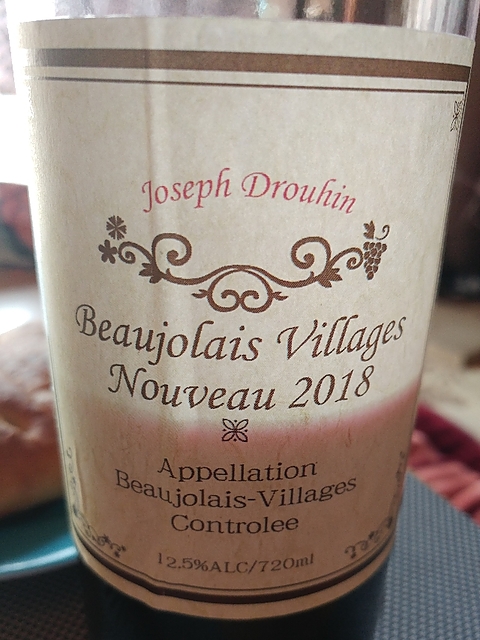 Joseph Drouhin
Beaujolais Villages
Nouveau 2018
Appellation
Beaujolais-Villages
Controlee
12.5%ALC/720ml